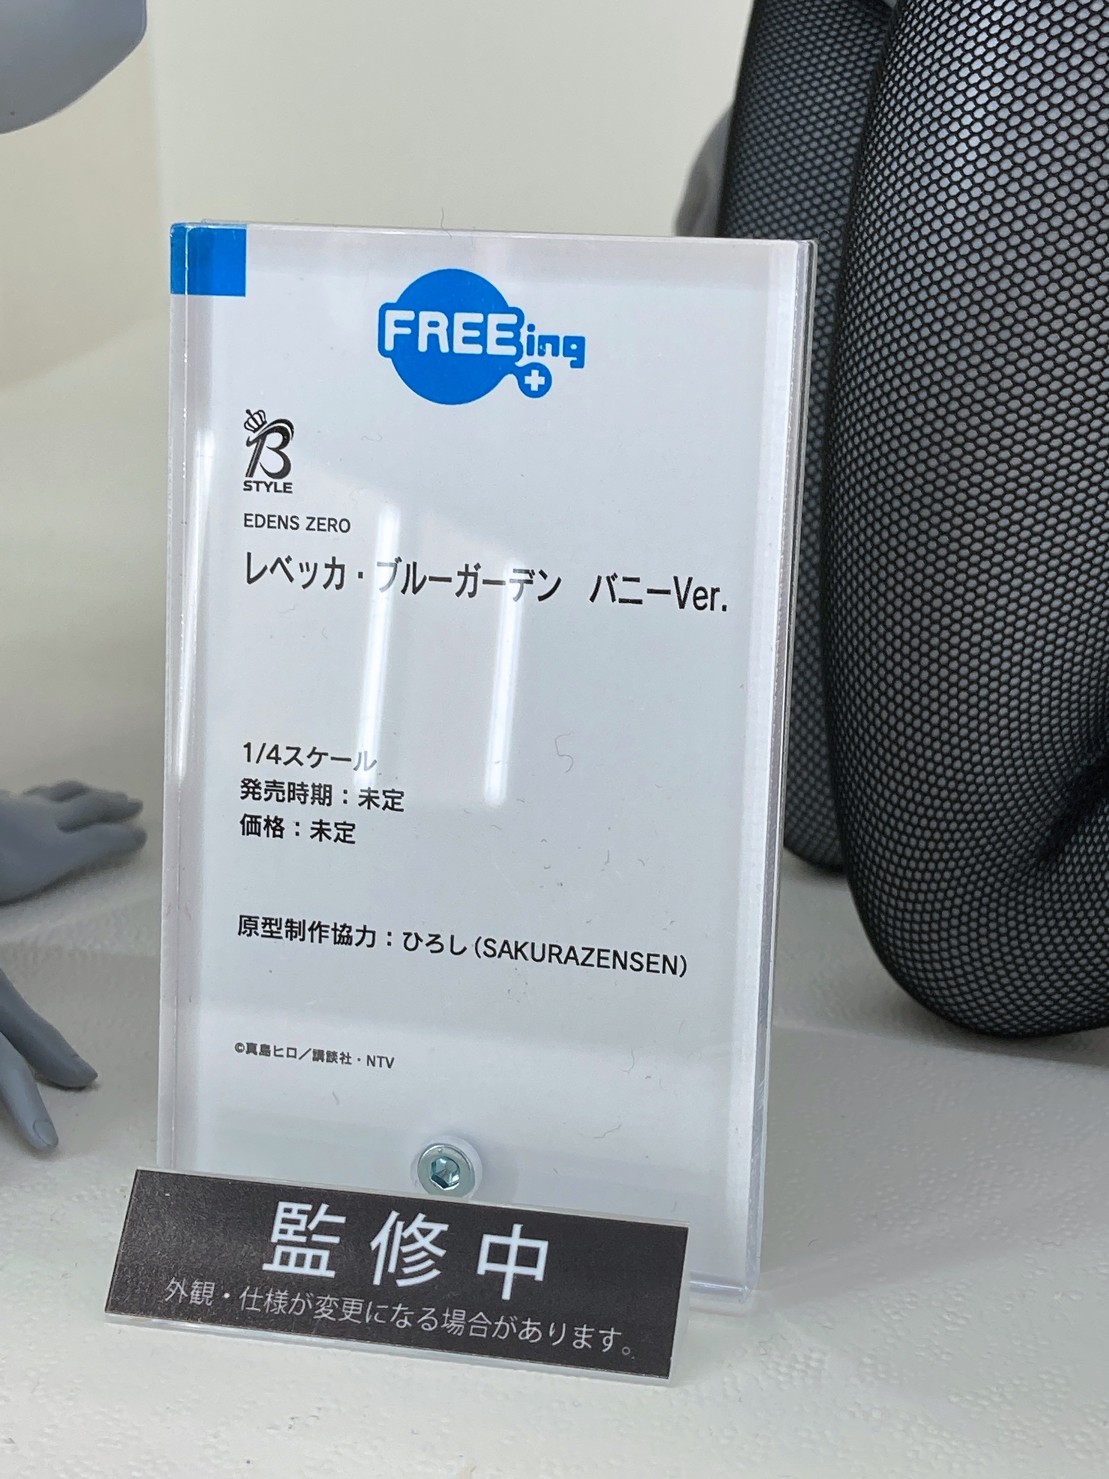 FREEing
B
STYLE
EDENS ZERO
レベッカ・ブルーガーデン　バニーVer.
1/4スケール
発売時期：未定
価格：未定
原型制作協力：ひろし(SAKURAZENSEN)
©真島ヒロ／講談社・NTV
監修中
外観・仕様が変更になる場合があります。